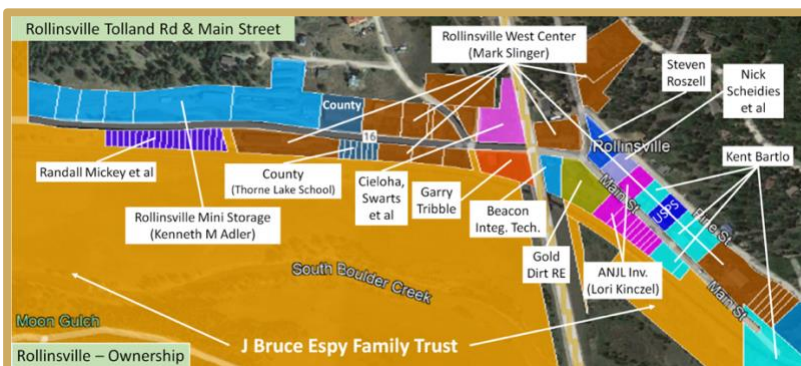 Rollinsville Tolland Rd & Main Street
Rollinsville West Center
(Mark Slinger)
Steven
Roszell
Nick
Scheidies
et al
County
16
Rollinsville
Kent Bartlo
Randall Mickey et al
County
(Thorne Lake School)
Cieloha,
Swarts
et al
Garry
Tribble
Rollinsville Mini Storage
(Kenneth M Adler)
Beacon
Integ. Tech.
Main St
USPS
Pine St
Gold
Dirt RE
ANJL Inv.
(Lori Kinczel)
Main St
South Boulder Creek
Moon Gulch
J Bruce Espy Family Trust
Rollinsville – Ownership